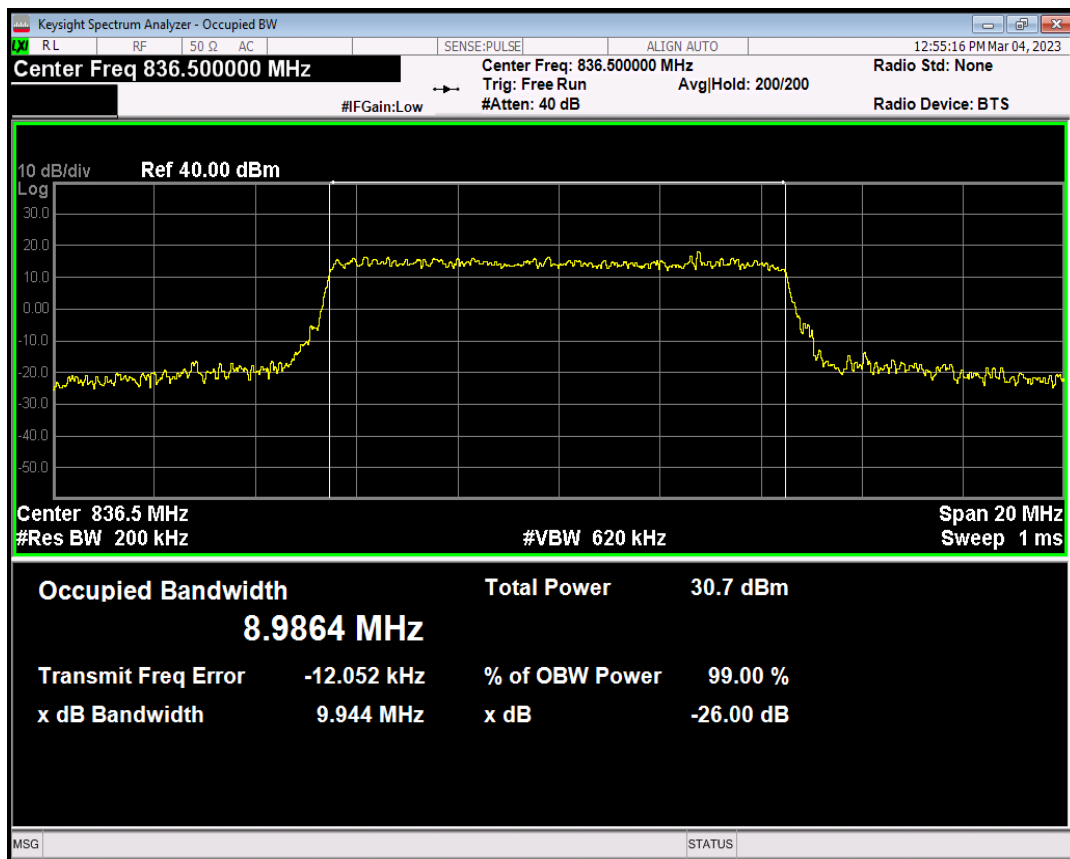 Keysight Spectrum Analyzer - Occupied BW
LXI RL RF 50 Ω AC SENSE:PULSE ALIGN AUTO 12:55:16 PM Mar 04, 2023
Center Freq 836.500000 MHz Center Freq: 836.500000 MHz Radio Std: None
Trig: Free Run Avg|Hold: 200/200
#IFGain:Low #Atten: 40 dB Radio Device: BTS
10 dB/div Ref 40.00 dBm
Log
30.0
20.0
10.0
0.00
-10.0
-20.0
-30.0
-40.0
-50.0
Center 836.5 MHz Span 20 MHz
#Res BW 200 kHz #VBW 620 kHz Sweep 1 ms
Occupied Bandwidth Total Power 30.7 dBm
8.9864 MHz
Transmit Freq Error -12.052 kHz % of OBW Power 99.00 %
x dB Bandwidth 9.944 MHz x dB -26.00 dB
MSG STATUS